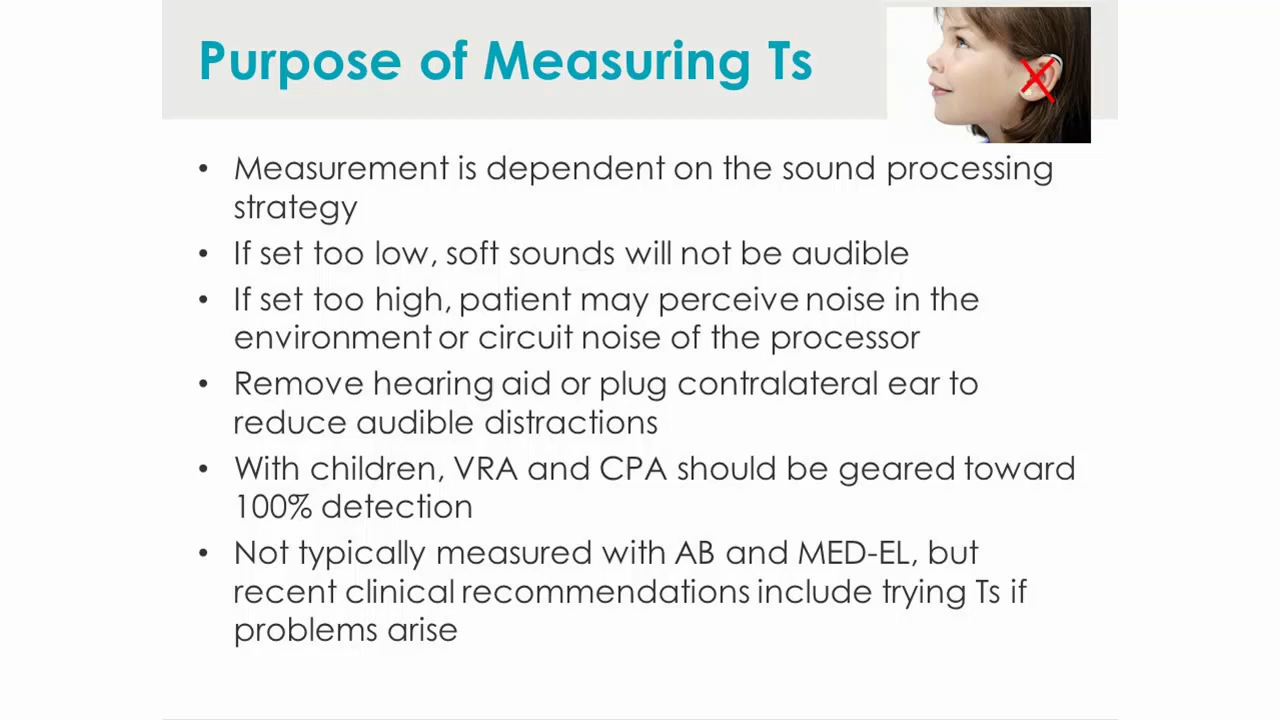 Purpose of Measuring Ts
• Measurement is dependent on the sound processing
strategy
• If set too low, soft sounds will not be audible
• If set too high, patient may perceive noise in the
environment or circuit noise of the processor
• Remove hearing aid or plug contralateral ear to
reduce audible distractions
• With children, VRA and CPA should be geared toward
100% detection
• Not typically measured with AB and MED-EL, but
recent clinical recommendations include trying Ts if
problems arise